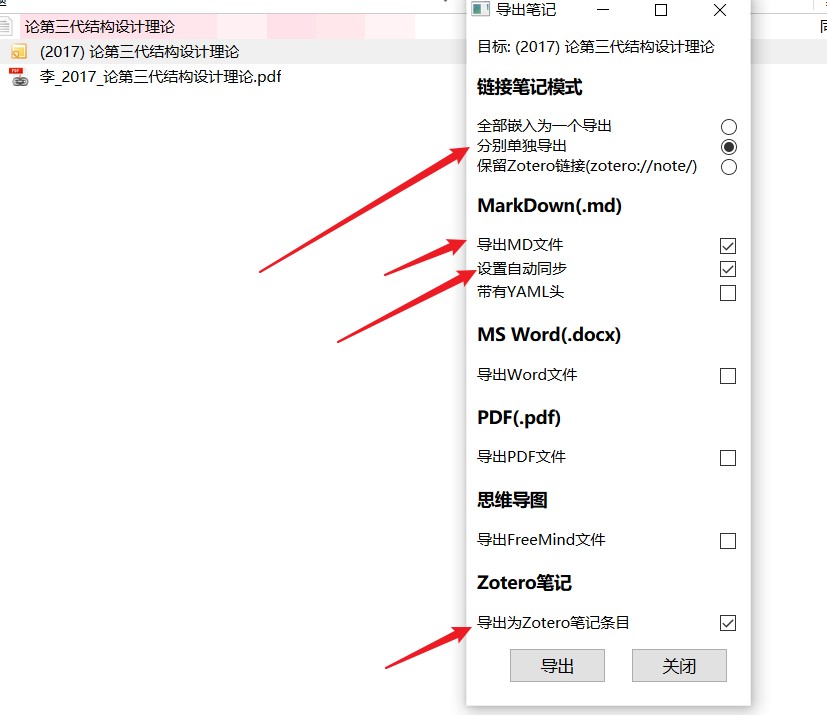 导出笔记
论第三代结构设计理论
(2017) 论第三代结构设计理论
李_2017_论第三代结构设计理论.pdf
目标: (2017) 论第三代结构设计理论
链接笔记模式
全部嵌入为一个导出
分别单独导出
保留Zotero链接(zotero://note/)
MarkDown(.md)
导出MD文件
设置自动同步
带有YAML头
MS Word(.docx)
导出Word文件
PDF(.pdf)
导出PDF文件
思维导图
导出FreeMind文件
Zotero笔记
导出为Zotero笔记条目
导出
关闭